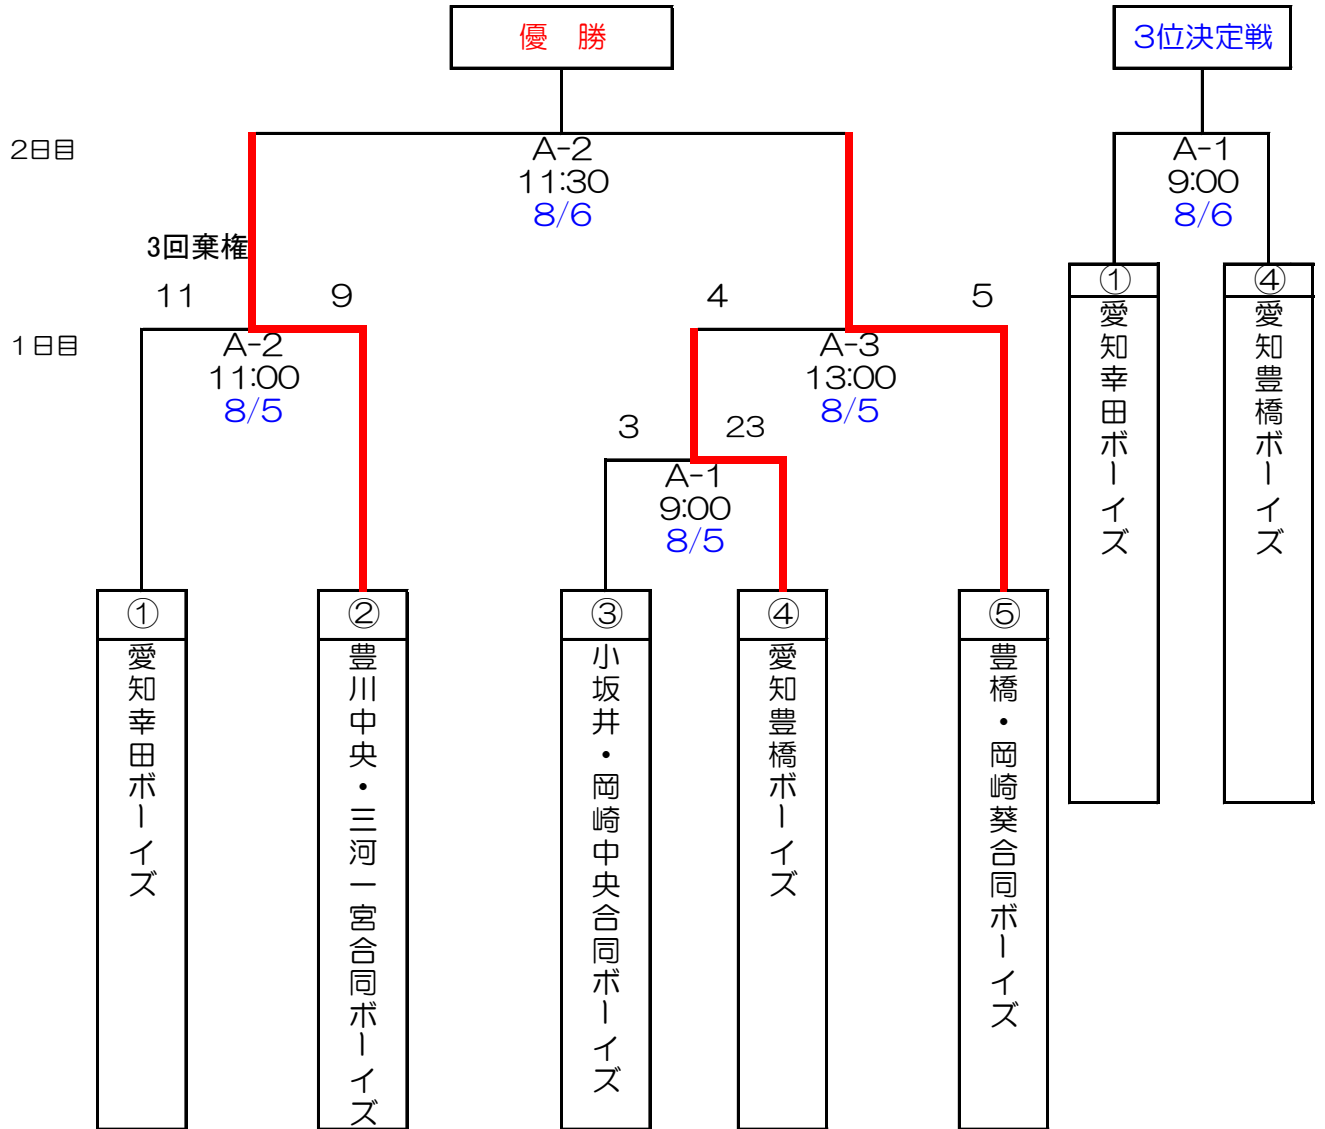 優　勝
3位決定戦
2日目
A-2
11:30
8/6
A-1
9:00
8/6
3回棄権
11
9
4
5
1日目
A-2
11:00
8/5
A-3
13:00
8/5
3
23
A-1
9:00
8/5
①
愛知幸田ボーイズ
④
愛知豊橋ボーイズ
①
愛知幸田ボーイズ
②
豊川中央・三河一宮合同ボーイズ
③
小坂井・岡崎中央合同ボーイズ
④
愛知豊橋ボーイズ
⑤
豊橋・岡崎葵合同ボーイズ